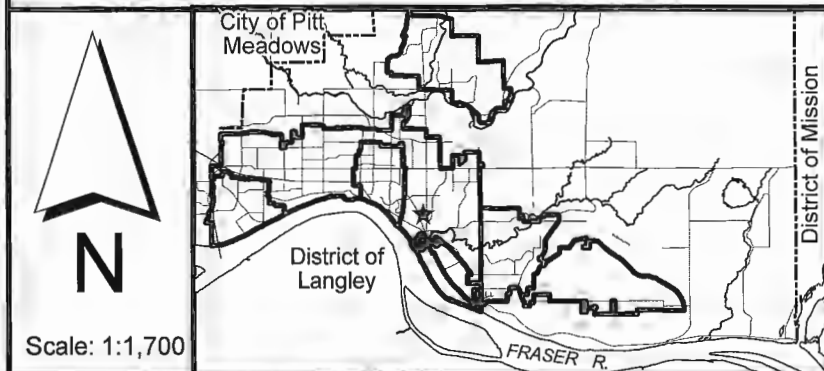 N
Scale: 1:1,700
City of Pitt
Meadows
District of
Langley
FRASER R.
District of Mission